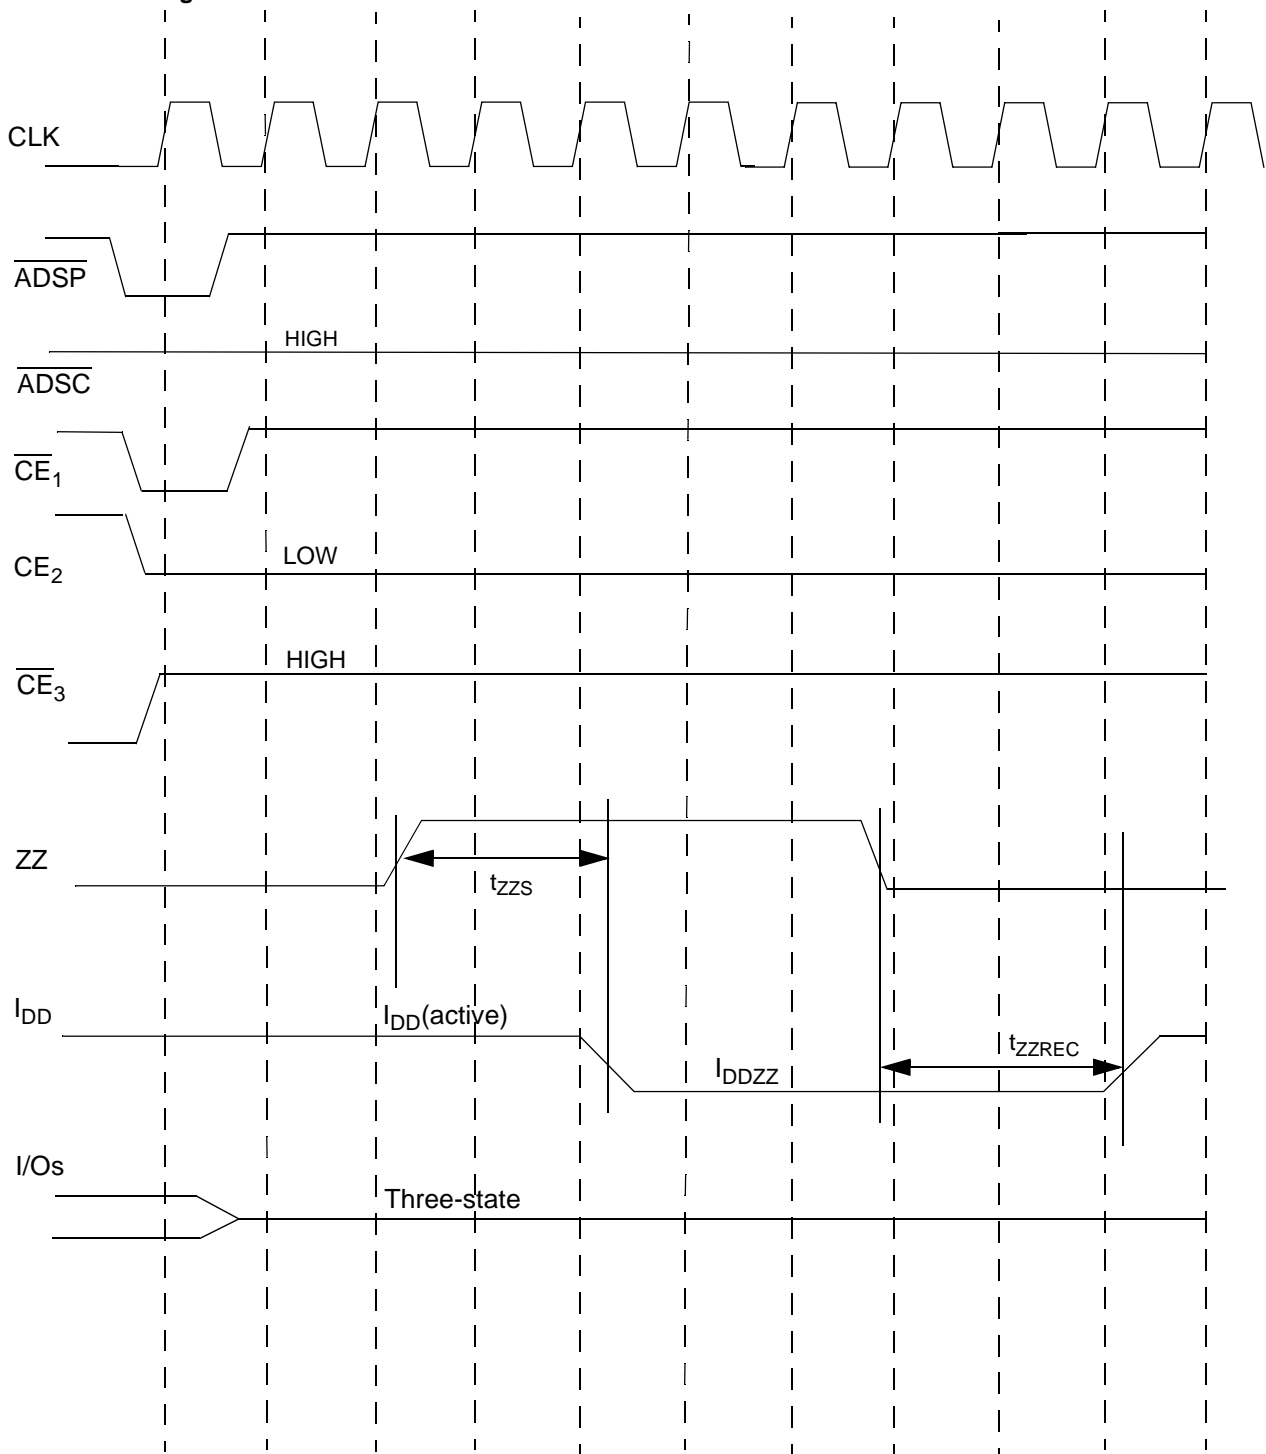 CLK
ADSP
HIGH
ADSC
CE1
LOW
CE2
HIGH
CE3
ZZ
tZZS
IDD
IDD(active)
tZZREC
IDDZZ
I/Os
Three-state